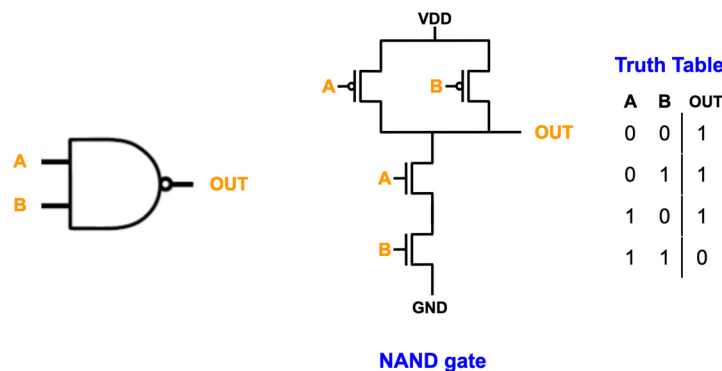 A
B
OUT
VDD
A
B
OUT
A
B
GND
NAND gate
Truth Table
A B OUT
0 0 1
0 1 1
1 0 1
1 1 0